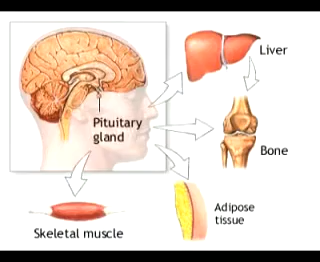 Liver
Pituitary
gland
Bone
Adipose
tissue
Skeletal muscle